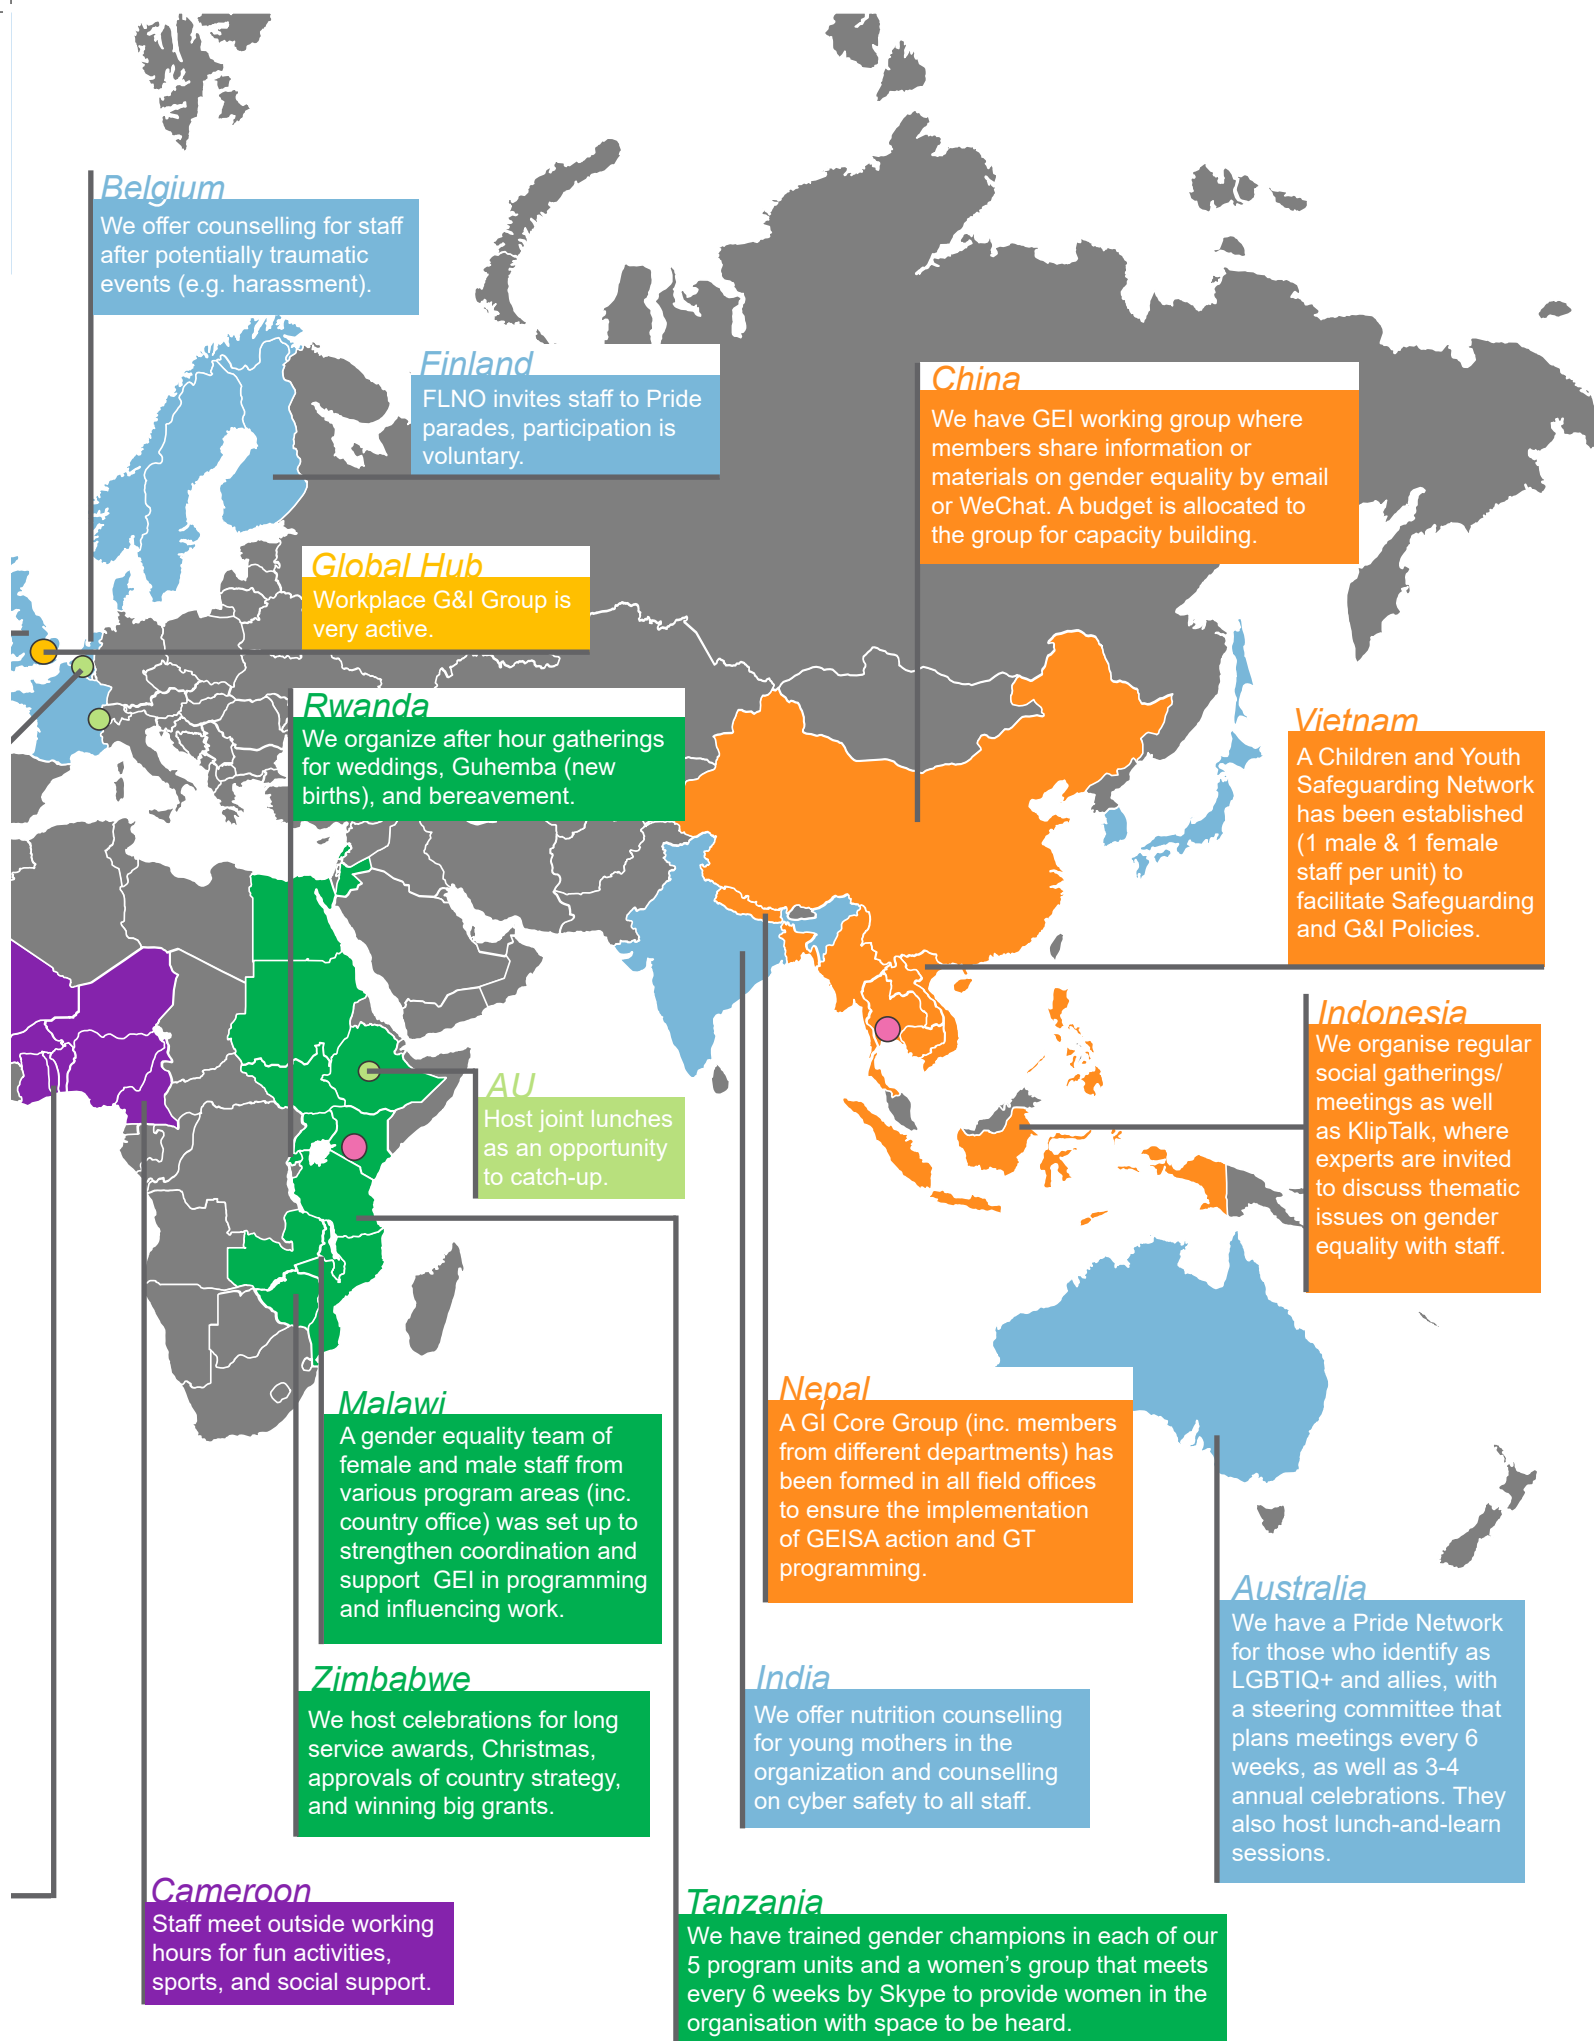 Belgium
We offer counselling for staff
after potentially traumatic
events (e.g. harassment).
Finland
FLNO invites staff to Pride
parades, participation is
voluntary.
China
We have GEI working group where
members share information or
materials on gender equality by email
or WeChat. A budget is allocated to
the group for capacity building.
Global Hub
Workplace G&I Group is
very active.
Rwanda
We organize after hour gatherings
for weddings, Guhemba (new
births), and bereavement.
Vietnam
A Children and Youth
Safeguarding Network
has been established
(1 male & 1 female
staff per unit) to
facilitate Safeguarding
and G&I Policies.
Indonesia
We organise regular
social gatherings/
meetings as well
as KlipTalk, where
experts are invited
to discuss thematic
issues on gender
equality with staff.
AU
Host joint lunches
as an opportunity
to catch-up.
Malawi
A gender equality team of
female and male staff from
various program areas (inc.
country office) was set up to
strengthen coordination and
support  GEI in programming
and influencing work.
Nepal
A GI Core Group (inc. members
from different departments) has
been formed in all field offices
to ensure the implementation
of GEISA action and GT
programming.
Australia
We have a Pride Network
for those who identify as
LGBTIQ+ and allies, with
a steering committee that
plans meetings every 6
weeks, as well as 3-4
annual celebrations. They
also host lunch-and-learn
sessions.
Zimbabwe
We host celebrations for long
service awards, Christmas,
approvals of country strategy,
and winning big grants.
India
We offer nutrition counselling
for young mothers in the
organization and counselling
on cyber safety to all staff.
Cameroon
Staff meet outside working
hours for fun activities,
sports, and social support.
Tanzania
We have trained gender champions in each of our
5 program units and a women’s group that meets
every 6 weeks by Skype to provide women in the
organisation with space to be heard.